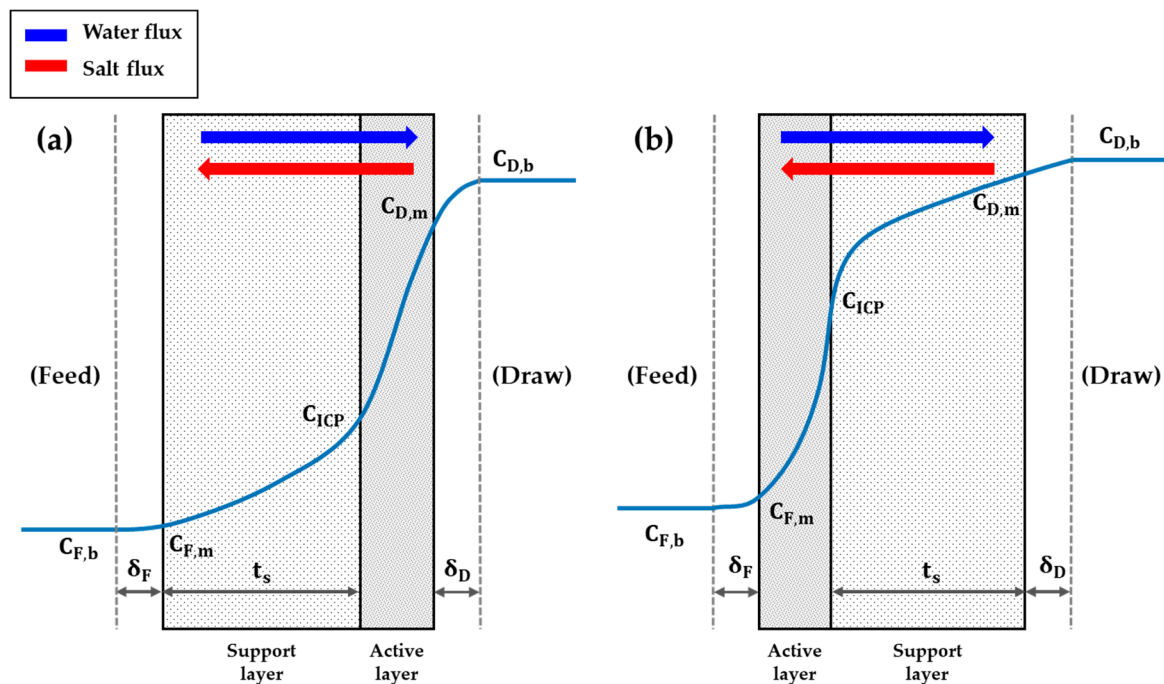 Water flux
Salt flux
(a)
C_D,b
C_D,m
(Feed)
(Draw)
C_ICP
C_F,b
C_F,m
δ_F
t_s
δ_D
Support
layer
Active
layer
(b)
C_D,b
C_D,m
C_ICP
(Feed)
(Draw)
C_F,m
C_F,b
δ_F
t_s
δ_D
Active
layer
Support
layer